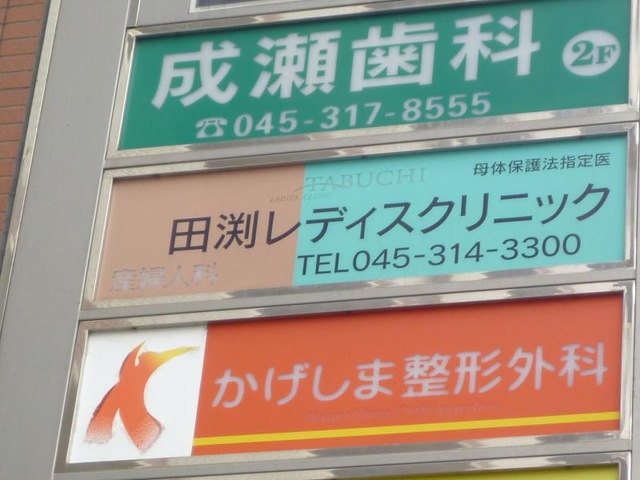 成瀬歯科 2F
☎045-317-8555
TABUCHI
LADIES CLINIC
母体保護法指定医
田渕レディスクリニック
産婦人科
TEL045-314-3300
かげしま整形外科